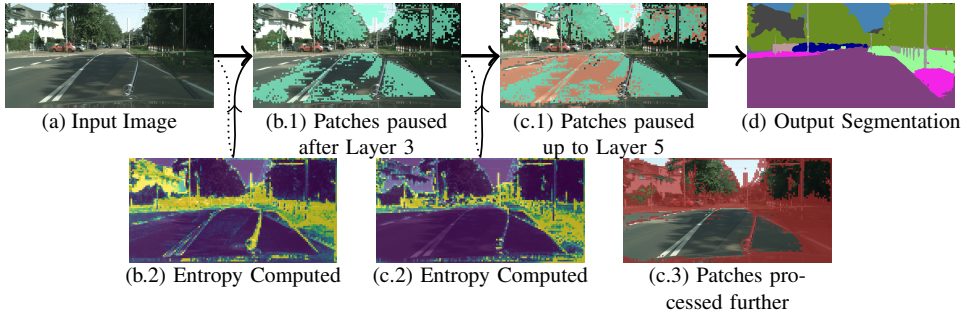 (a) Input Image
(b.1) Patches paused
after Layer 3
(c.1) Patches paused
up to Layer 5
(d) Output Segmentation
(b.2) Entropy Computed
(c.2) Entropy Computed
(c.3) Patches pro-
cessed further